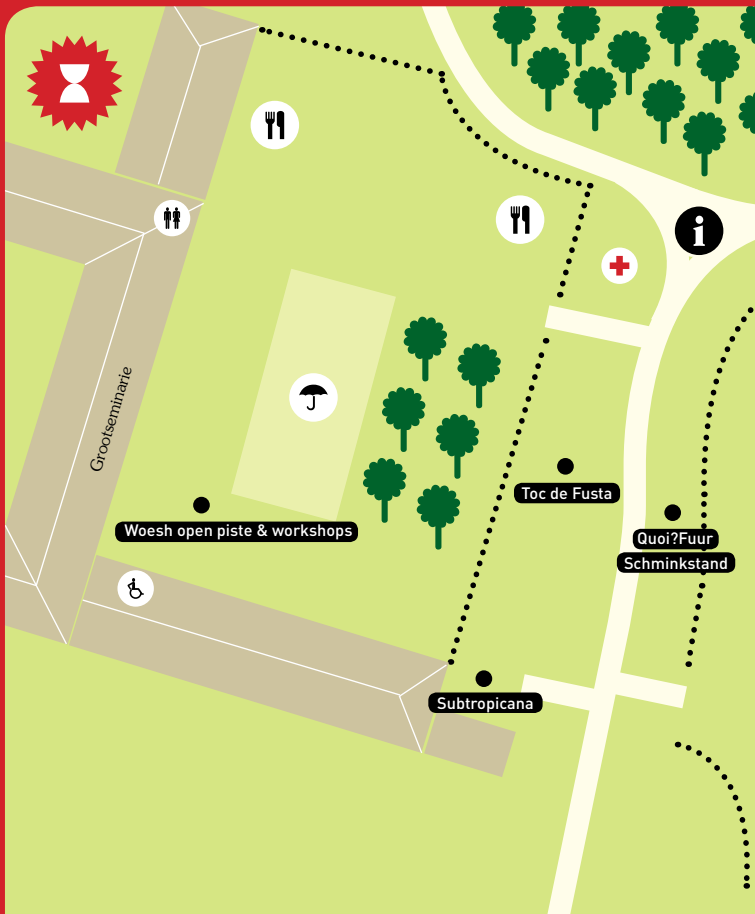 i
Grootseminarie
Toc de Fusta
Quoi?Fuur
Woesh open piste & workshops
Schminkstand
Subtropicana